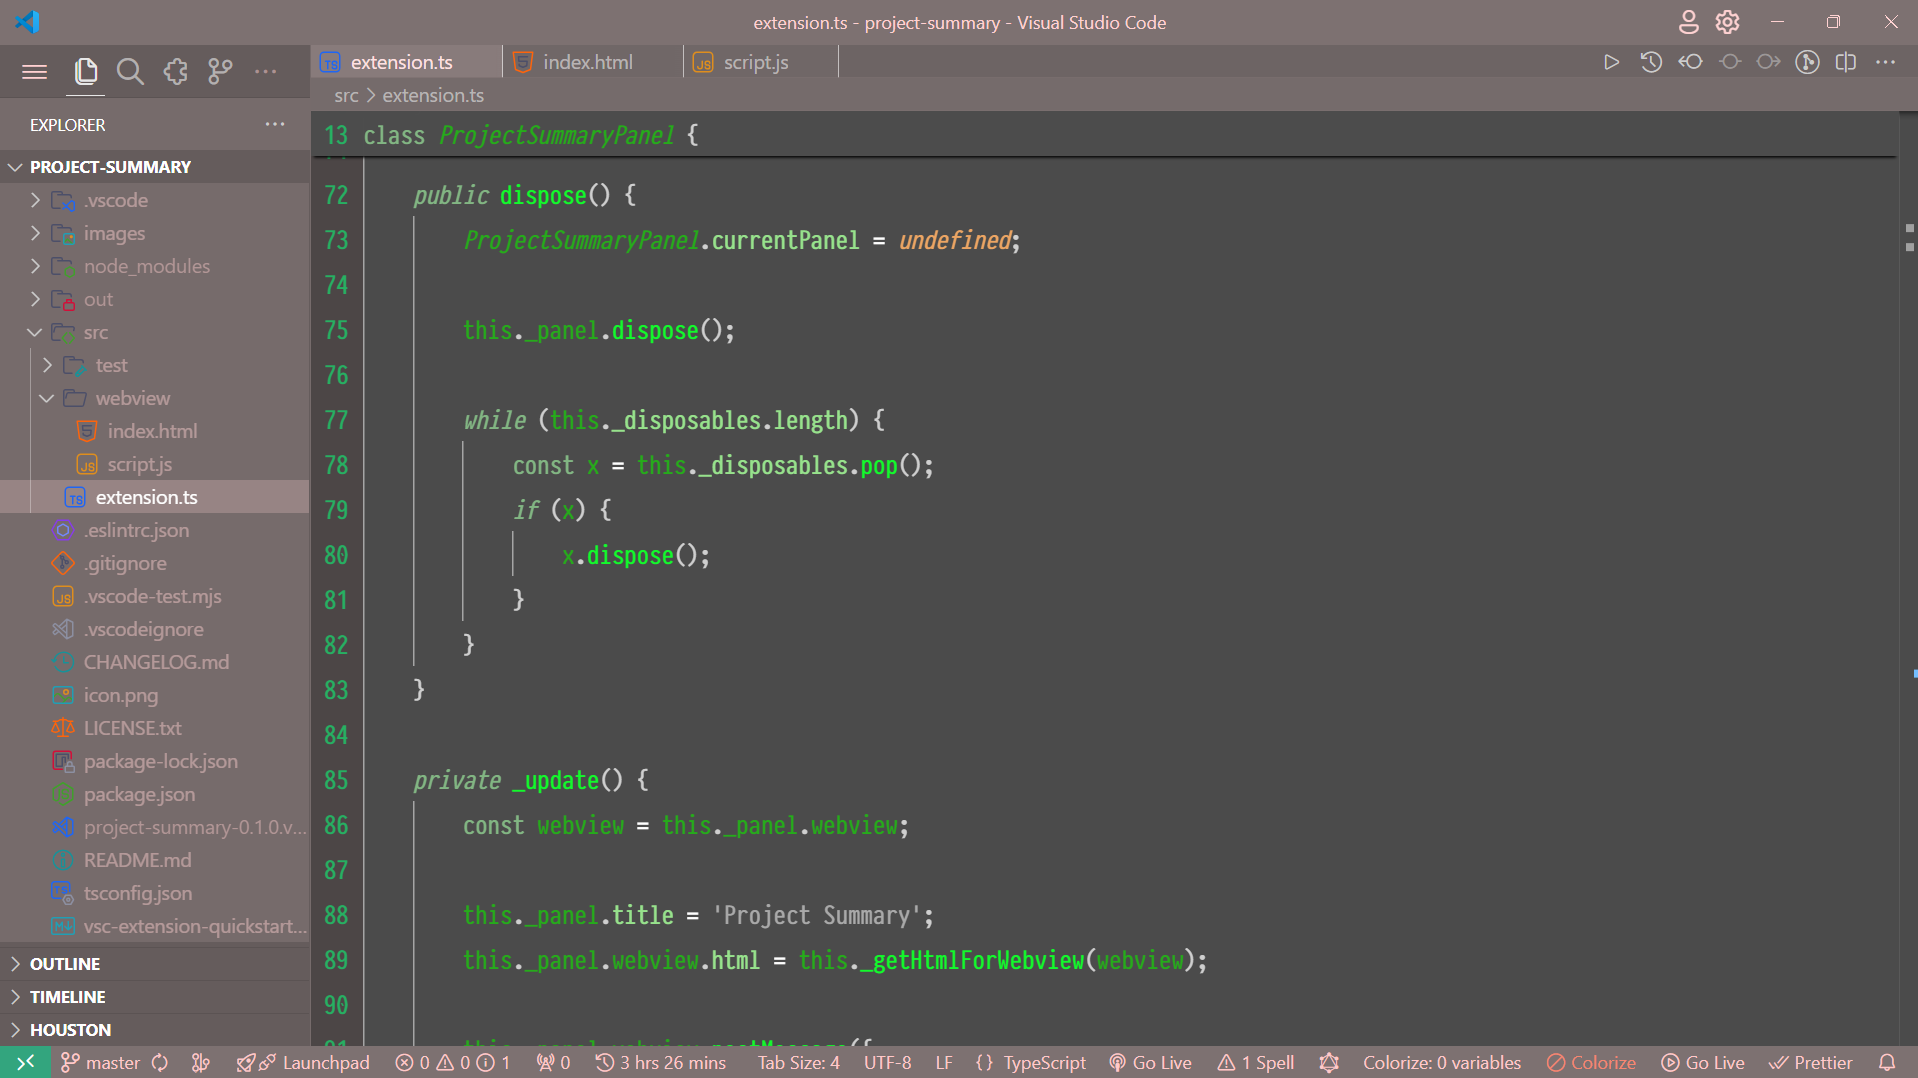 extension.ts - project-summary - Visual Studio Code
extension.ts
index.html
script.js
src > extension.ts
EXPLORER
PROJECT-SUMMARY
.vscode
images
node_modules
out
src
test
webview
index.html
script.js
extension.ts
.eslintrc.json
.gitignore
.vscode-test.mjs
.vscodeignore
CHANGELOG.md
icon.png
LICENSE.txt
package-lock.json
package.json
project-summary-0.1.0.v...
README.md
tsconfig.json
vsc-extension-quickstart...
OUTLINE
TIMELINE
HOUSTON
13 class ProjectSummaryPanel {
72 public dispose() {
73 ProjectSummaryPanel.currentPanel = undefined;
74
75 this._panel.dispose();
76
77 while (this._disposables.length) {
78 const x = this._disposables.pop();
79 if (x) {
80 x.dispose();
81 }
82 }
83 }
84
85 private _update() {
86 const webview = this._panel.webview;
87
88 this._panel.title = 'Project Summary';
89 this._panel.webview.html = this._getHtmlForWebview(webview);
90
master Launchpad 0 0 1 0 3 hrs 26 mins Tab Size: 4 UTF-8 LF {} TypeScript Go Live 1 Spell Colorize: 0 variables Colorize Go Live Prettier